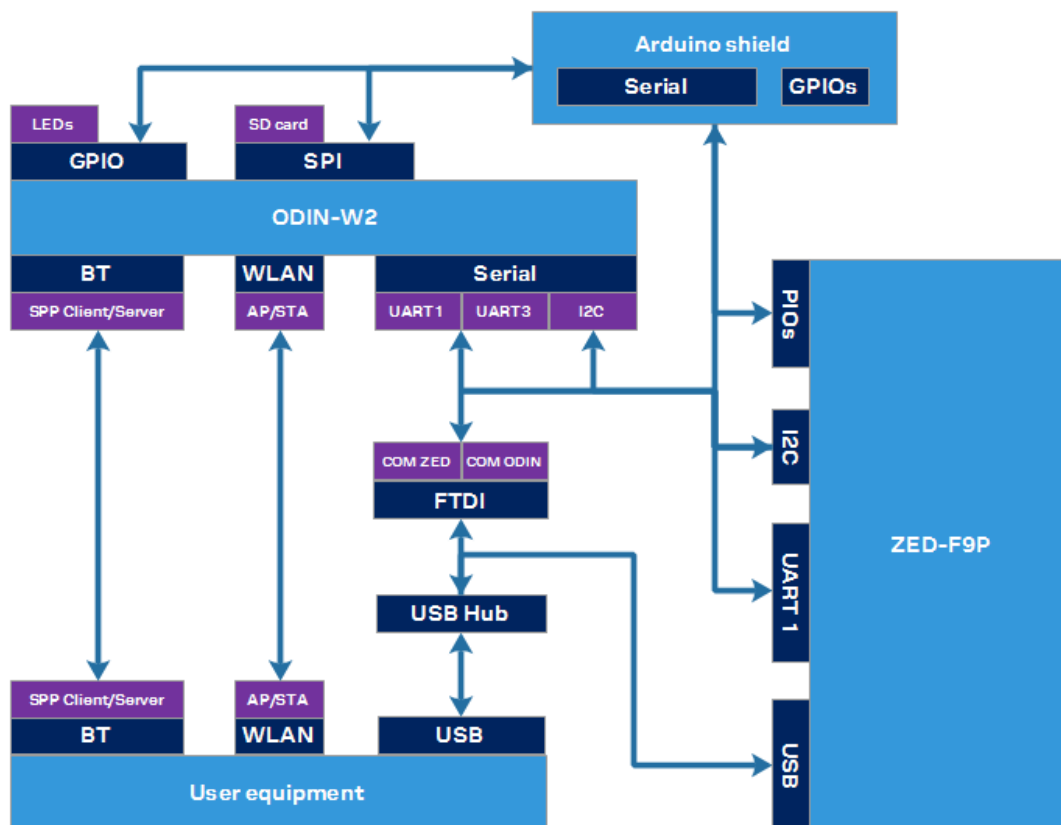 Arduino shield
Serial
GPIOs
LEDs
SD card
GPIO
SPI
ODIN-W2
BT
WLAN
Serial
SPP Client/Server
AP/STA
UART1
UART3
I2C
PIOs
I2C
COM ZED
COM ODIN
FTDI
ZED-F9P
UART 1
USB Hub
SPP Client/Server
AP/STA
BT
WLAN
USB
USB
User equipment